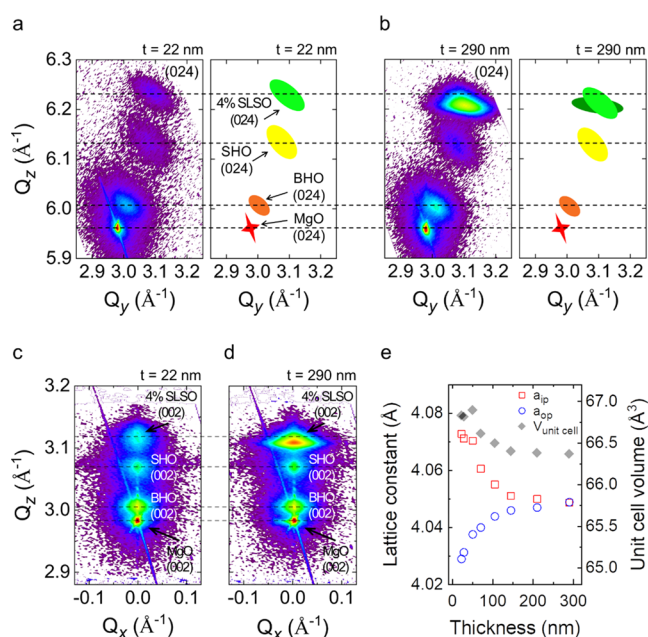 a
t = 22 nm
t = 22 nm
b
t = 290 nm
t = 290 nm
6.3
6.2
6.1
6.0
5.9
Q_z (Å⁻¹)
(024)
4% SLSO
(024)
SHO
(024)
BHO
(024)
MgO
(024)
(024)
2.9 3.0 3.1 3.2
2.9 3.0 3.1 3.2
2.9 3.0 3.1 3.2
2.9 3.0 3.1 3.2
Q_y (Å⁻¹)
Q_y (Å⁻¹)
Q_y (Å⁻¹)
Q_y (Å⁻¹)
c
t = 22 nm
d
t = 290 nm
e
3.2
3.1
3.0
2.9
2.8
Q_z (Å⁻¹)
4% SLSO
(002)
SHO
(002)
BHO
(002)
MgO
(002)
4% SLSO
(002)
SHO
(002)
BHO
(002)
MgO
(002)
-0.1 0.0 0.1
-0.1 0.0 0.1
Q_x (Å⁻¹)
Q_x (Å⁻¹)
a_ip
a_op
V_unit cell
4.08
4.06
4.04
4.02
Lattice constant (Å)
67.0
66.5
66.0
65.5
65.0
Unit cell volume (Å³)
0 100 200 300
Thickness (nm)